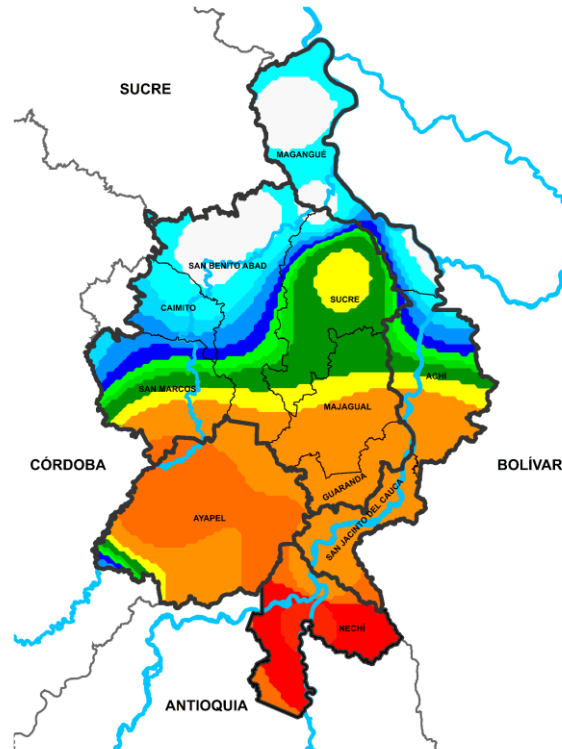 SUCRE
MAGANGUÉ
SAN BENITO ABAD
CAIMITO
SUCRE
SAN MARCOS
ACHÍ
MAJAGUAL
CÓRDOBA
BOLÍVAR
GUARANDA
AYAPEL
SAN JACINTO DEL CAUCA
NECHÍ
ANTIOQUIA